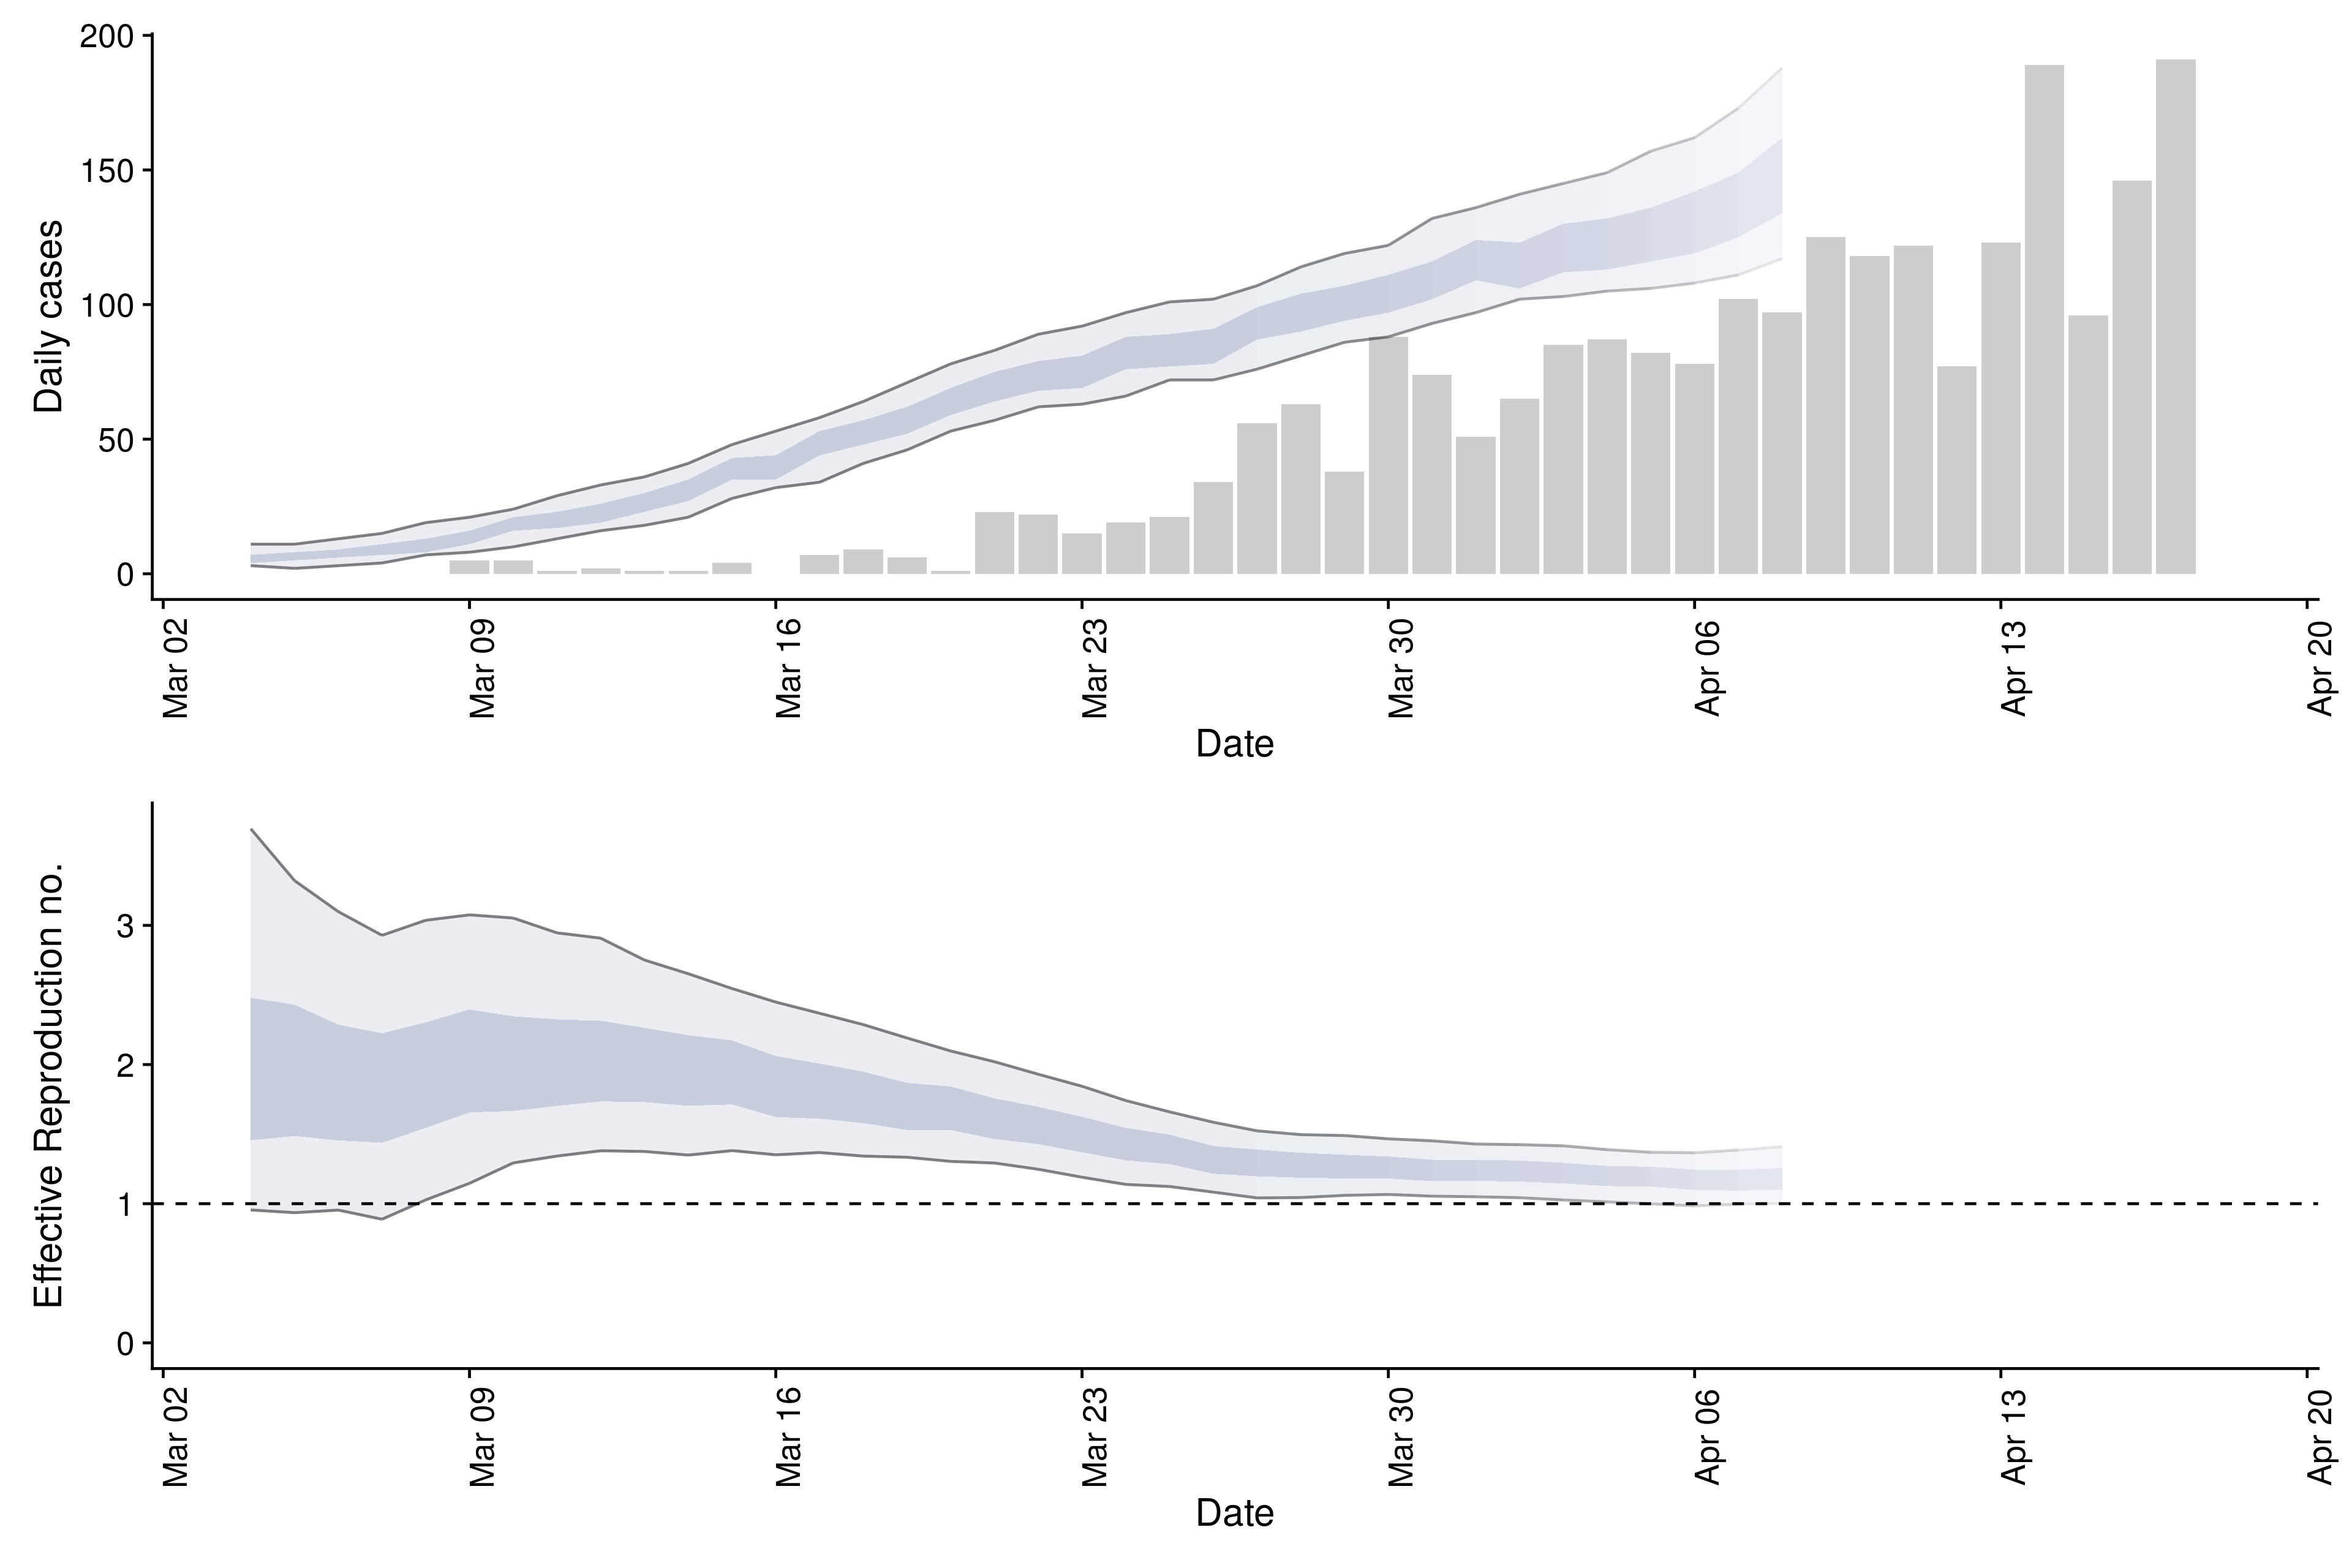 200
150
100
50
0
Daily cases
Mar 02
Mar 09
Mar 16
Mar 23
Mar 30
Apr 06
Apr 13
Apr 20
Date
3
2
1
0
Effective Reproduction no.
Mar 02
Mar 09
Mar 16
Mar 23
Mar 30
Apr 06
Apr 13
Apr 20
Date